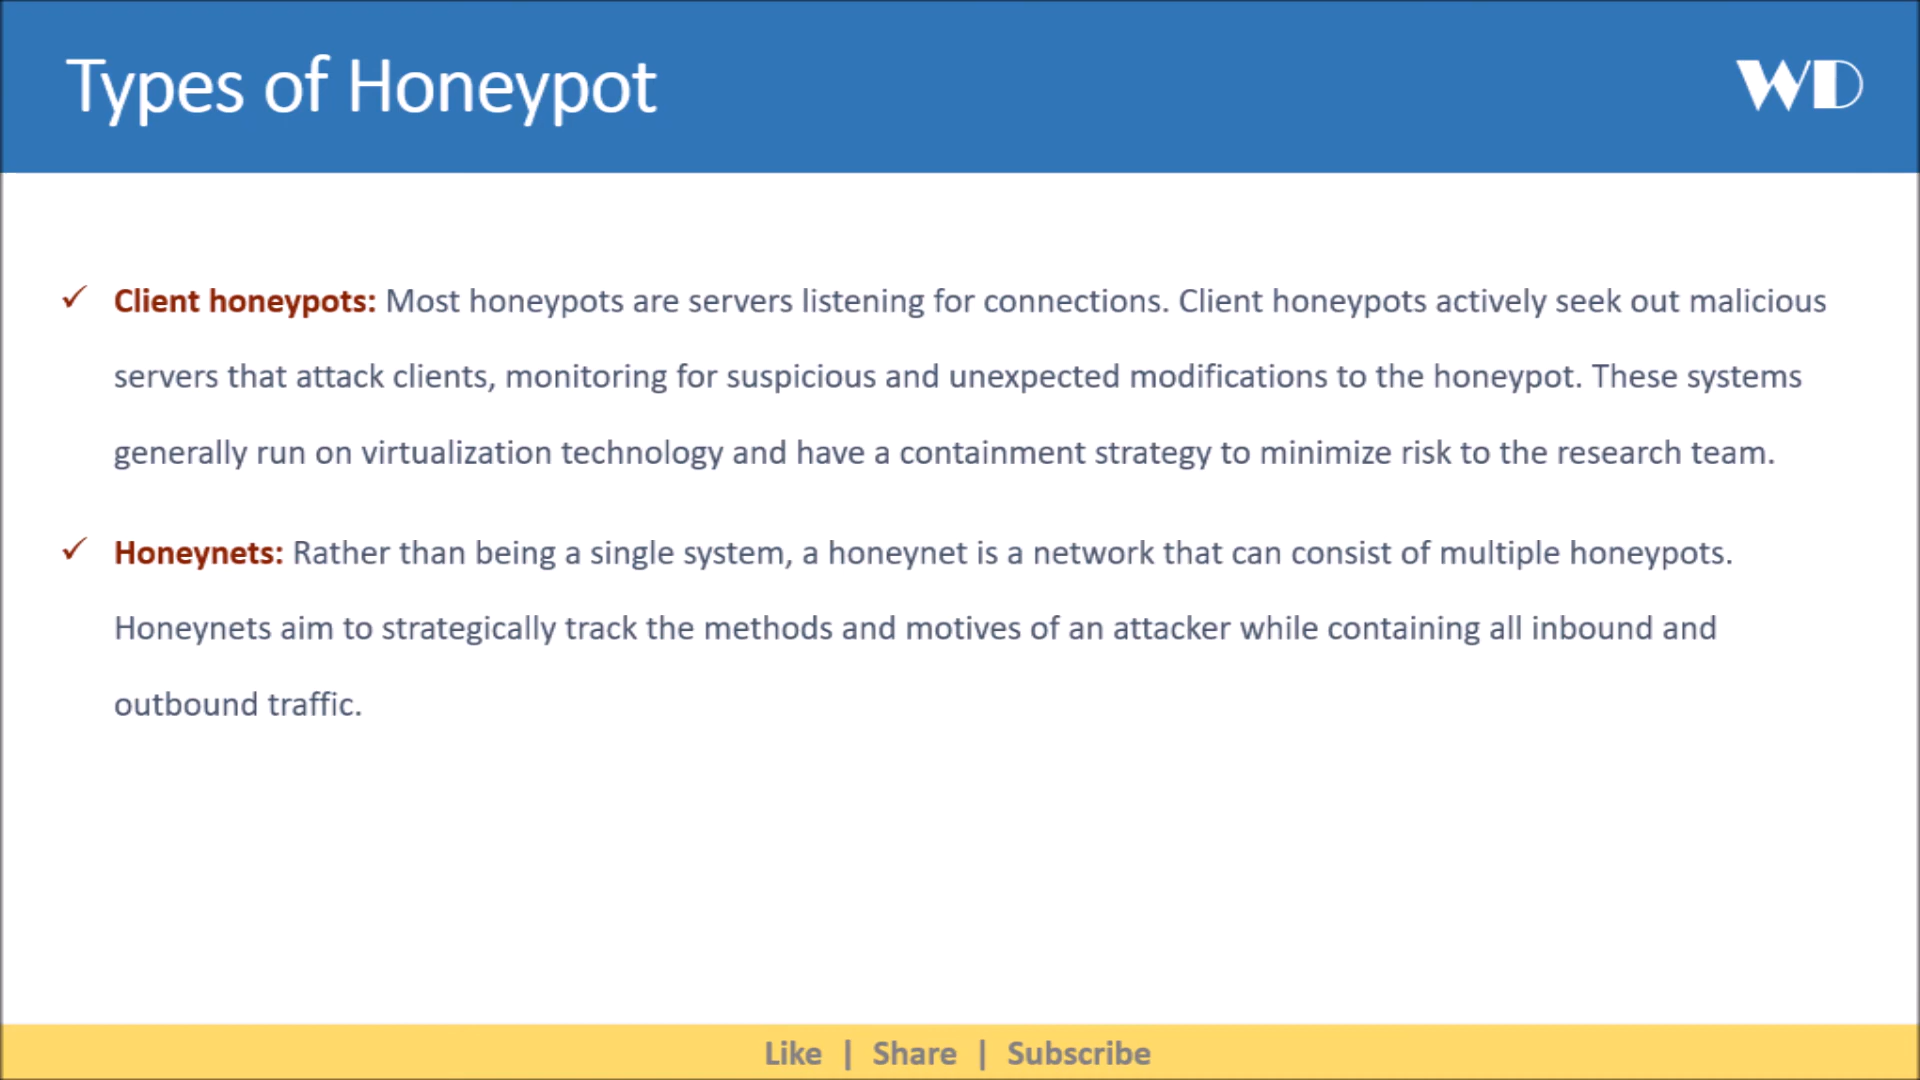 Types of Honeypot
WD
✓ Client honeypots: Most honeypots are servers listening for connections. Client honeypots actively seek out malicious
servers that attack clients, monitoring for suspicious and unexpected modifications to the honeypot. These systems
generally run on virtualization technology and have a containment strategy to minimize risk to the research team.
✓ Honeynets: Rather than being a single system, a honeynet is a network that can consist of multiple honeypots.
Honeynets aim to strategically track the methods and motives of an attacker while containing all inbound and
outbound traffic.
Like | Share | Subscribe